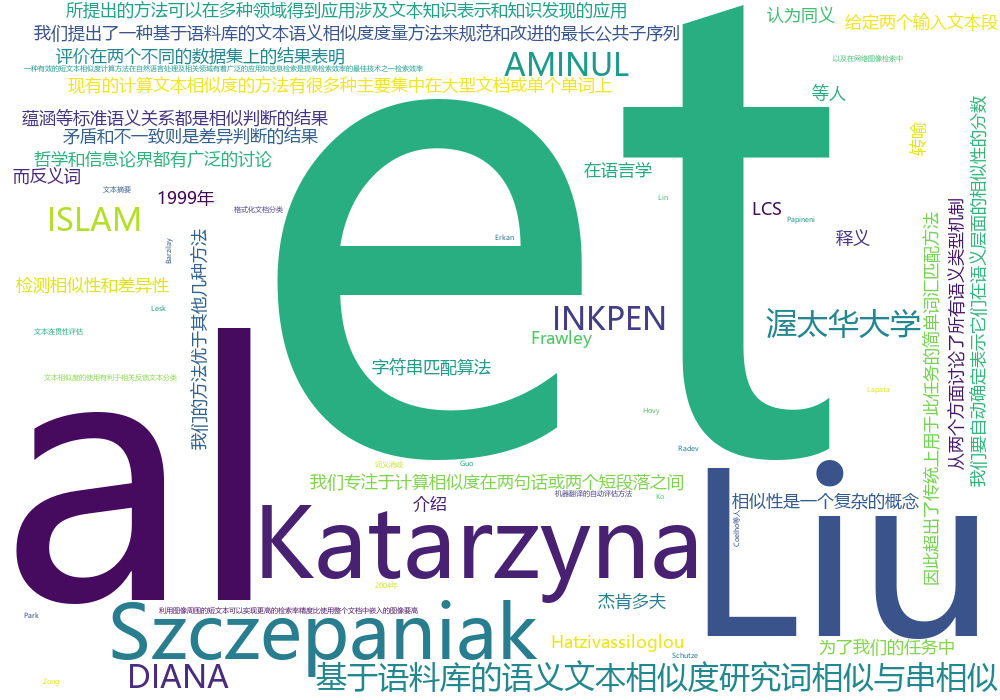 所提出的方法可以在多种领域得到应用涉及文本知识表示和知识发现的应用
认为同义
给定两个输入文本段
我们提出了一种基于语料库的文本语义相似度度量方法来规范和改进的最长公共子序列
评价在两个不同的数据集上的结果表明
以及在网络图像检索中
一种有效的短文本相似度计算方法在自然语言处理及相关领域有着广泛的应用如信息检索是提高检索效率的最佳技术之一检索效率
AMINUL
现有的计算文本相似度的方法有很多种主要集中在大型文档或单个单词上
等人
et
蕴涵等标准语义关系都是相似判断的结果
矛盾和不一致则是差异判断的结果
转喻
哲学和信息论界都有广泛的讨论
在语言学
而反义词
文本摘要
1999年
格式化文档分类
Lin
LCS
Papineni
ISLAM
Erkan
释义
Barzilay
我们的方法优于其他几种方法
因此超出了传统上用于此任务的简单词汇匹配方法
从两个方面讨论了所有语义类型机制
我们要自动确定表示它们在语义层面的相似性的分数
检测相似性和差异性
Lesk
文本连贯性评估
INKPEN
渥太华大学
Frawley
字符串匹配算法
文本相似度的使用有利于相关反馈文本分类
Lapata
Hovy
al
Radev
词义消歧
Guo
我们专注于计算相似度在两句话或两个短段落之间
机器翻译的自动评估方法
Ko
介绍
Liu
相似性是一个复杂的概念
Katarzyna
Coelho等人
2004年
杰肯多夫
利用图像周围的短文本可以实现更高的检索率精度比使用整个文档中嵌入的图像要高
Park
Szczepaniak
Hatzivassiloglou
为了我们的任务中
Schutze
DIANA
基于语料库的语义文本相似度研究词相似与串相似
Zong